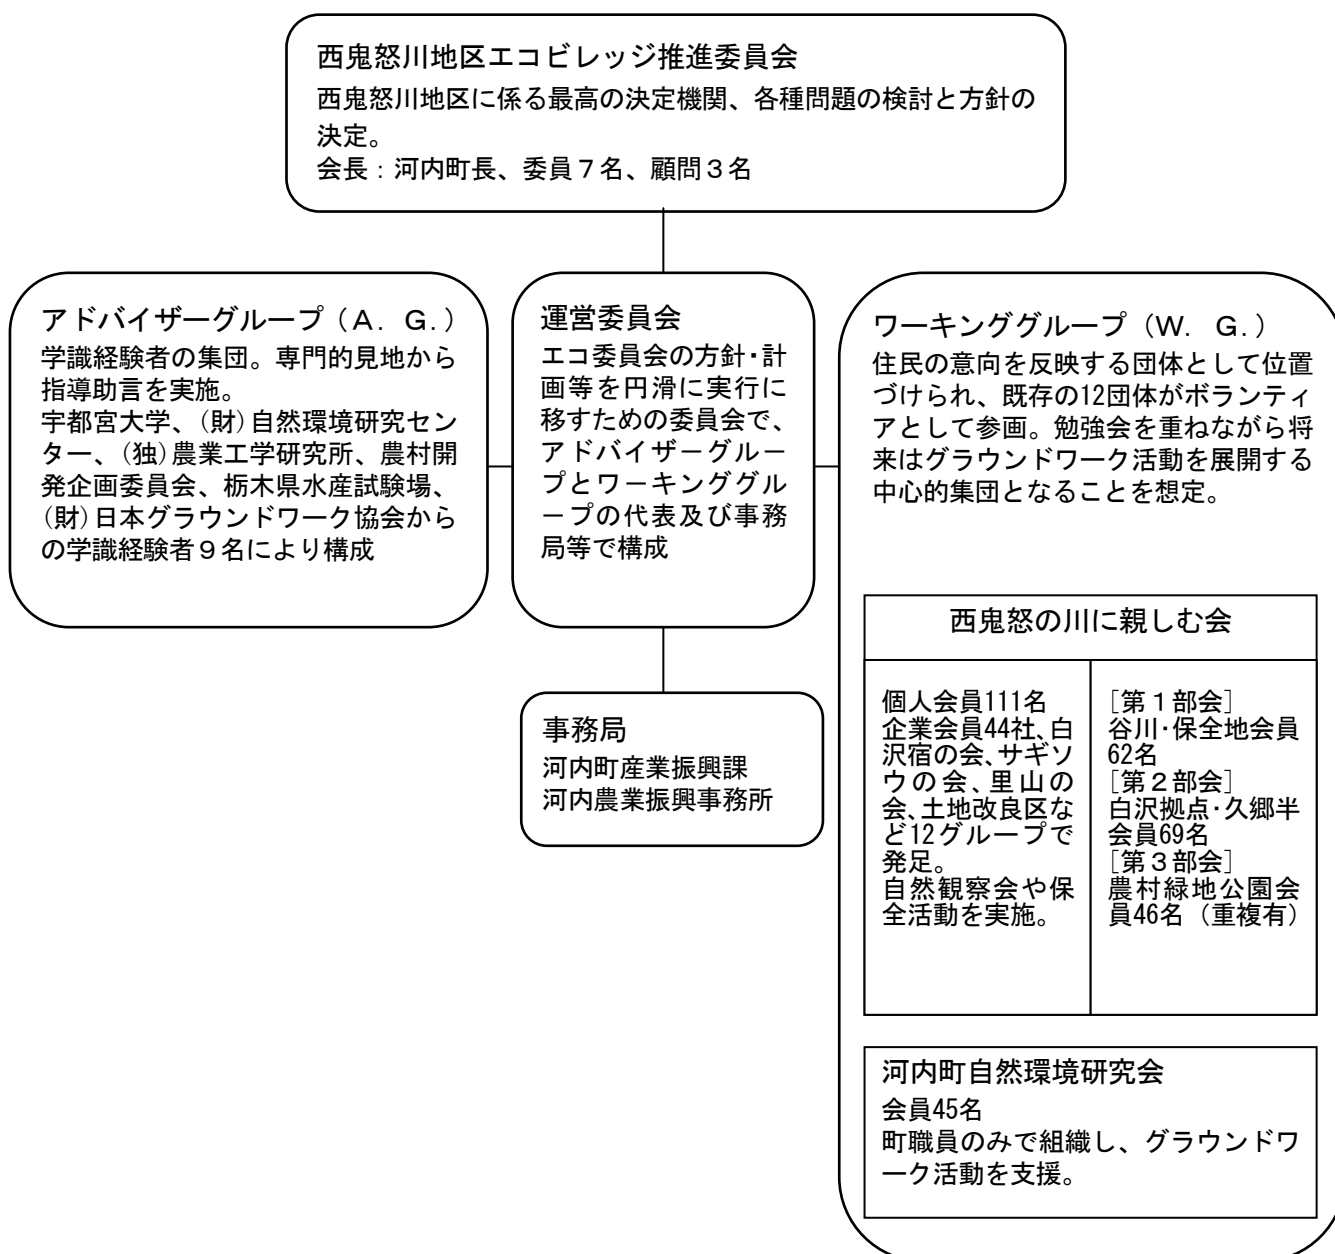 西鬼怒川地区エコビレッジ推進委員会
西鬼怒川地区に係る最高の決定機関、各種問題の検討と方針の
決定。
会長：河内町長、委員７名、顧問３名
アドバイザーグループ（Ａ．Ｇ．）
学識経験者の集団。専門的見地から
指導助言を実施。
宇都宮大学、(財)自然環境研究セン
ター、(独)農業工学研究所、農村開
発企画委員会、栃木県水産試験場、
(財)日本グラウンドワーク協会から
の学識経験者９名により構成
運営委員会
エコ委員会の方針・計
画等を円滑に実行に
移すための委員会で、
アドバイザーグルー
プとワーキンググル
ープの代表及び事務
局等で構成
事務局
河内町産業振興課
河内農業振興事務所
ワーキンググループ（Ｗ．Ｇ．）
住民の意向を反映する団体として位置
づけられ、既存の12団体がボランティ
アとして参画。勉強会を重ねながら将
来はグラウンドワーク活動を展開する
中心的集団となることを想定。
西鬼怒の川に親しむ会
個人会員111名
企業会員44社、白
沢宿の会、サギソ
ウの会、里山の
会、土地改良区な
ど12グループで
発足。
自然観察会や保
全活動を実施。
［第１部会］
谷川・保全地会員
62名
［第２部会］
白沢拠点・久郷半
会員69名
［第３部会］
農村緑地公園会
員46名（重複有）
河内町自然環境研究会
会員45名
町職員のみで組織し、グラウンドワ
ーク活動を支援。